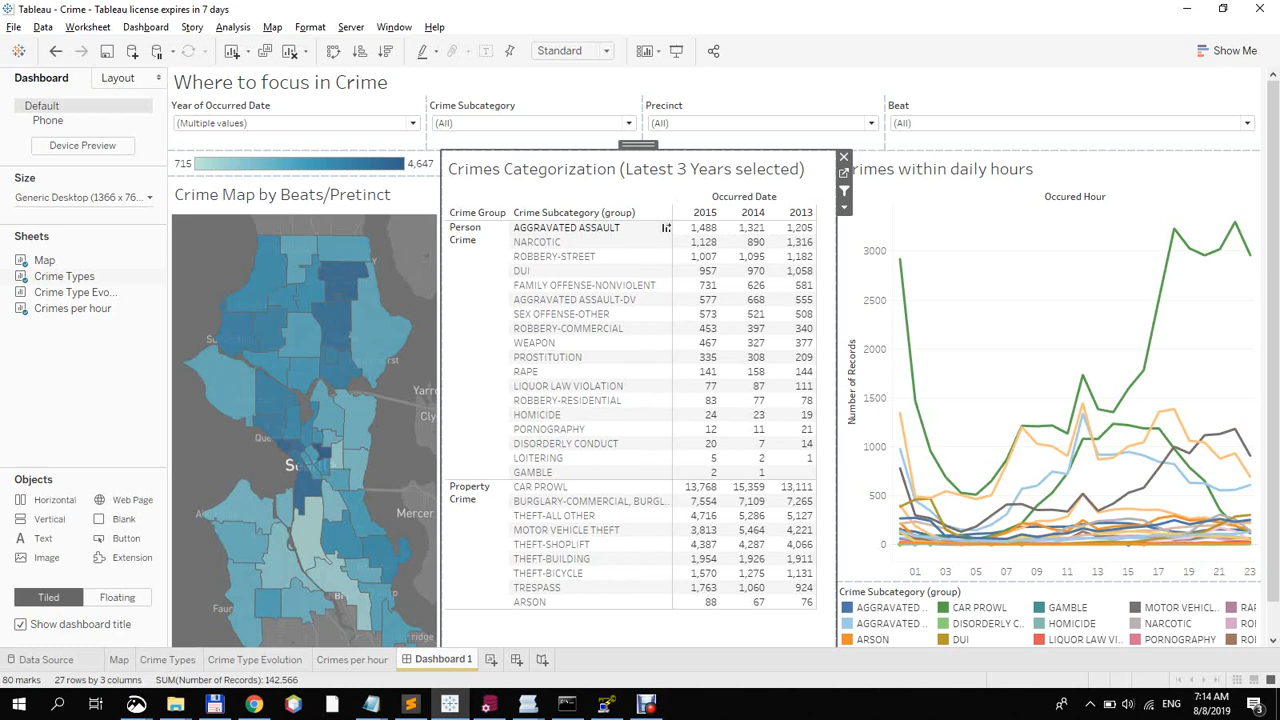 Tableau - Crime - Tableau license expires in 7 days
File Data Worksheet Dashboard Story Analysis Map Format Server Window Help
Standard Show Me
Dashboard Layout
Default
Phone
Device Preview
Size
Generic Desktop (1366 x 76...
Sheets
Map
Crime Types
Crime Type Evo...
Crimes per hour
Objects
Horizontal Web Page
Vertical Blank
Text Button
Image Extension
Tiled Floating
Show dashboard title
Where to focus in Crime
Year of Occurred Date Crime Subcategory Precinct Beat
(Multiple values) (All) (All) (All)
715 4,647
Crime Map by Beats/Pretinct
Yarro
Mercer
ridge
Crimes Categorization (Latest 3 Years selected)
Occurred Date
Crime Group Crime Subcategory (group) 2015 2014 2013
Person AGGRAVATED ASSAULT 1,488 1,321 1,205
Crime NARCOTIC 1,128 890 1,316
ROBBERY-STREET 1,007 1,095 1,182
DUI 957 970 1,058
FAMILY OFFENSE-NONVIOLENT 731 626 581
AGGRAVATED ASSAULT-DV 577 668 555
SEX OFFENSE-OTHER 573 521 508
ROBBERY-COMMERCIAL 453 397 340
WEAPON 467 327 377
PROSTITUTION 335 308 209
RAPE 141 158 144
LIQUOR LAW VIOLATION 77 87 111
ROBBERY-RESIDENTIAL 83 77 78
HOMICIDE 24 23 19
PORNOGRAPHY 12 11 21
DISORDERLY CONDUCT 20 7 14
LOITERING 5 2 1
GAMBLE 2 1
Property CAR PROWL 13,768 15,359 13,111
Crime BURGLARY-COMMERCIAL, BURGL.. 7,554 7,109 7,265
THEFT-ALL OTHER 4,716 5,286 5,127
MOTOR VEHICLE THEFT 3,813 5,464 4,221
THEFT-SHOPLIFT 4,387 4,287 4,066
THEFT-BUILDING 1,954 1,926 1,911
THEFT-BICYCLE 1,570 1,275 1,131
TRESPASS 1,763 1,060 924
ARSON 88 67 76
rimes within daily hours
Occured Hour
Number of Records
3000
2500
2000
1500
1000
500
0
01 03 05 07 09 11 13 15 17 19 21 23
Crime Subcategory (group)
AGGRAVATED .. CAR PROWL GAMBLE MOTOR VEHICL.. RAP
AGGRAVATED .. DISORDERLY C.. HOMICIDE NARCOTIC ROI
ARSON DUI LIQUOR LAW VI.. PORNOGRAPHY ROI
Data Source Map Crime Types Crime Type Evolution Crimes per hour Dashboard 1
80 marks 27 rows by 3 columns SUM(Number of Records): 142,566
ENG 7:14 AM
8/8/2019
3